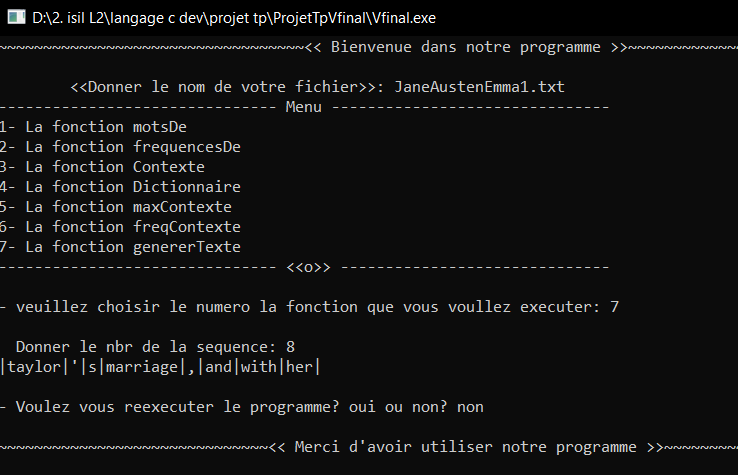 D:\2. isil L2\langage c dev\projet tp\ProjetTpVfinal\Vfinal.exe
~~~~~~~~~~~~~~~~~~~~~~~~~~~~~~~~~~<< Bienvenue dans notre programme >>~~~~~~~~~~~~~
<<Donner le nom de votre fichier>>: JaneAustenEmma1.txt
------------------------------- Menu -------------------------------
1- La fonction motsDe
2- La fonction frequencesDe
3- La fonction Contexte
4- La fonction Dictionnaire
5- La fonction maxContexte
6- La fonction freqContexte
7- La fonction genererTexte
------------------------------- <<o>> ------------------------------
- veuillez choisir le numero la fonction que vous voullez executer: 7
Donner le nbr de la sequence: 8
|taylor|'|s|marriage|,|and|with|her|
- Voulez vous reexecuter le programme? oui ou non? non
~~~~~~~~~~~~~~~~~~~~~~~~~~~~~~<< Merci d'avoir utiliser notre programme >>~~~~~~~~~